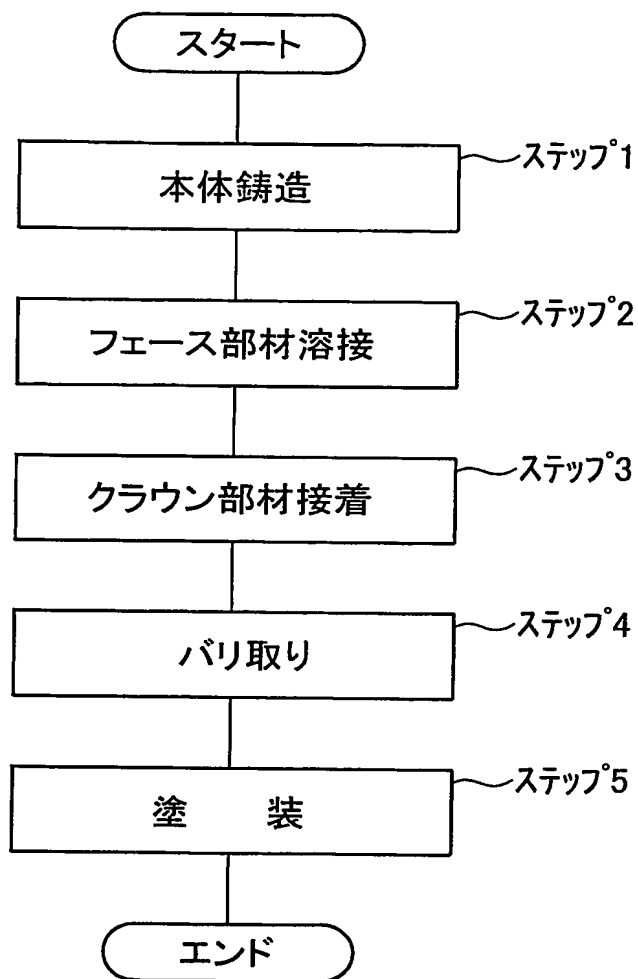 スタート
本体鋳造
ステップ1
フェース部材溶接
ステップ2
クラウン部材接着
ステップ3
バリ取り
ステップ4
塗 装
ステップ5
エンド